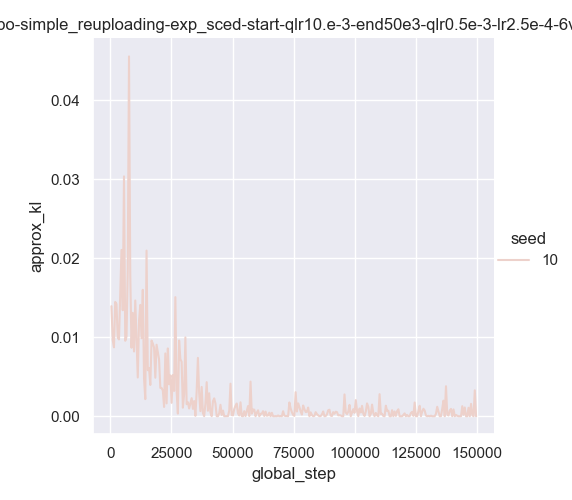 oo-simple_reuploading-exp_sced-start-qlr10.e-3-end50e3-qlr0.5e-3-lr2.5e-4-6v
0.04
0.03
0.02
0.01
0.00
approx_kl
0 25000 50000 75000 100000 125000 150000
global_step
seed
10